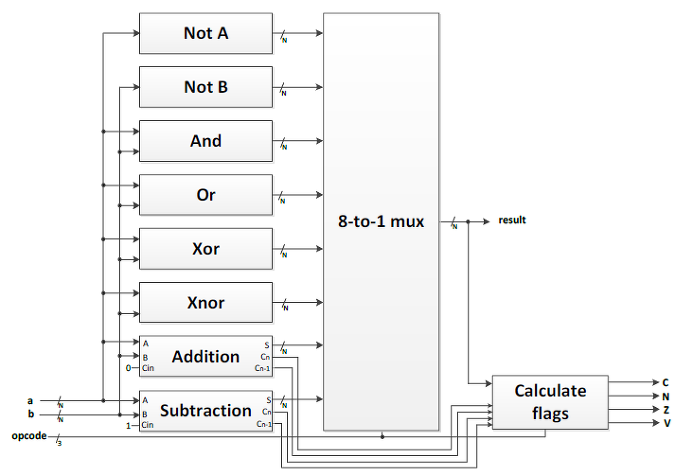 Not A
N
Not B
N
And
N
Or
N
8-to-1 mux
N
result
Xor
N
Xnor
N
A
S
N
B
Addition
Cn
0
Cin
Cn-1
a
N
A
S
N
b
N
B
Subtraction
Cn
1
Cin
Cn-1
opcode
3
Calculate
flags
C
N
Z
V